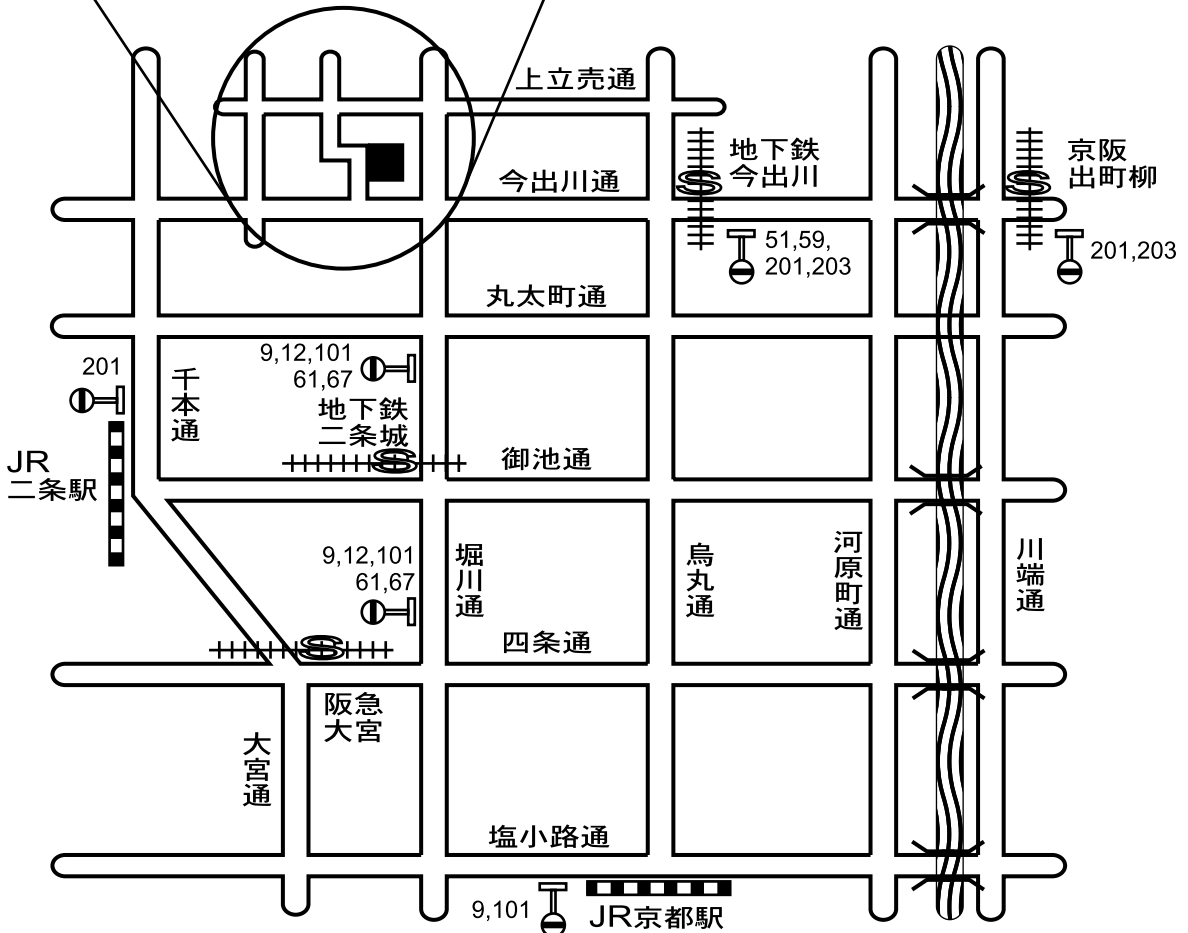 上立売通
地下鉄
今出川
京阪
出町柳
今出川通
51,59,
201,203
201,203
丸太町通
201
9,12,101
61,67
千本通
地下鉄
二条城
御池通
JR
二条駅
9,12,101
61,67
堀川通
烏丸通
河原町通
川端通
四条通
阪急
大宮
大宮通
塩小路通
9,101
JR京都駅